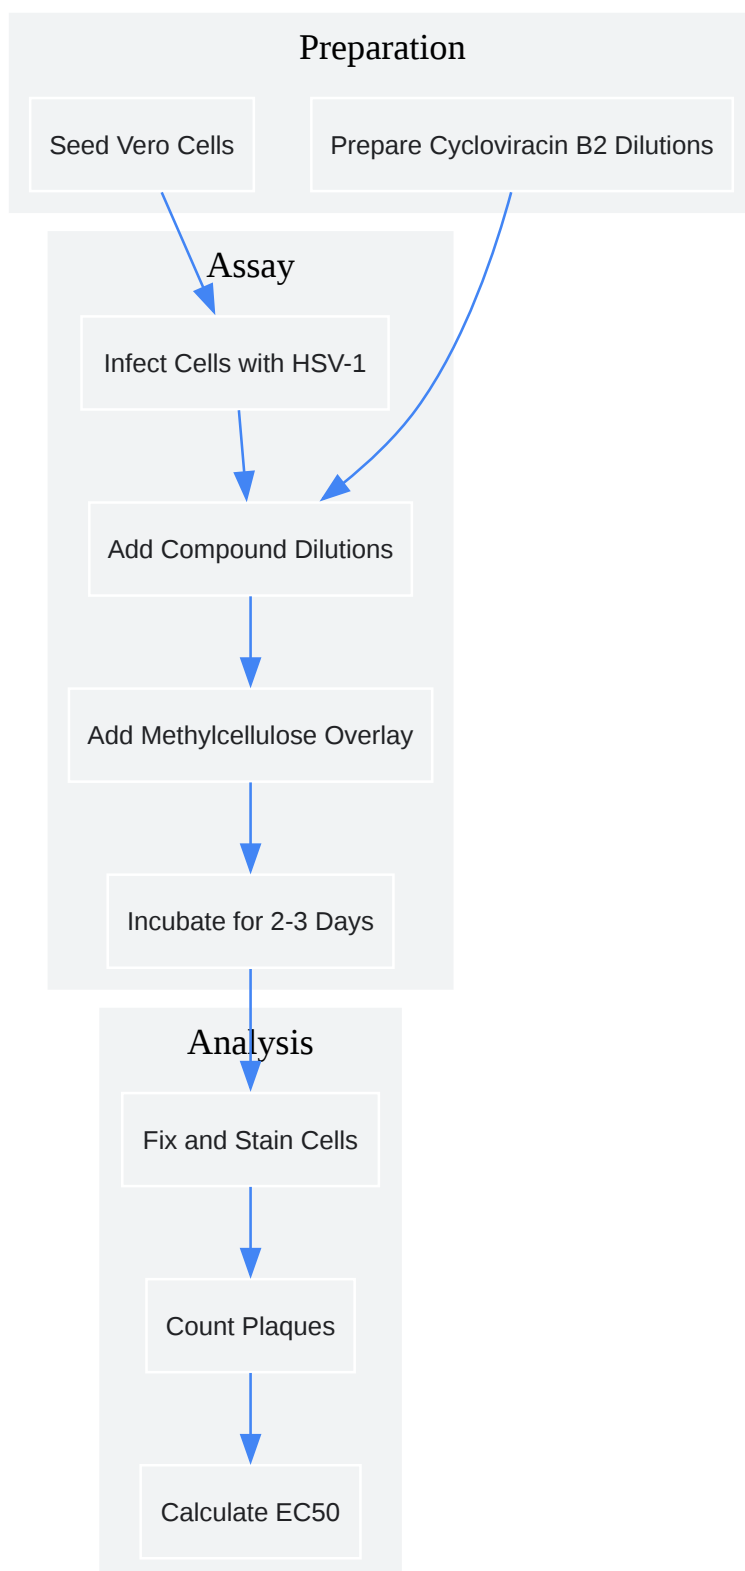 Preparation
Seed Vero Cells
Prepare Cycloviracin B2 Dilutions
Assay
Infect Cells with HSV-1
Add Compound Dilutions
Add Methylcellulose Overlay
Incubate for 2-3 Days
Analysis
Fix and Stain Cells
Count Plaques
Calculate EC50